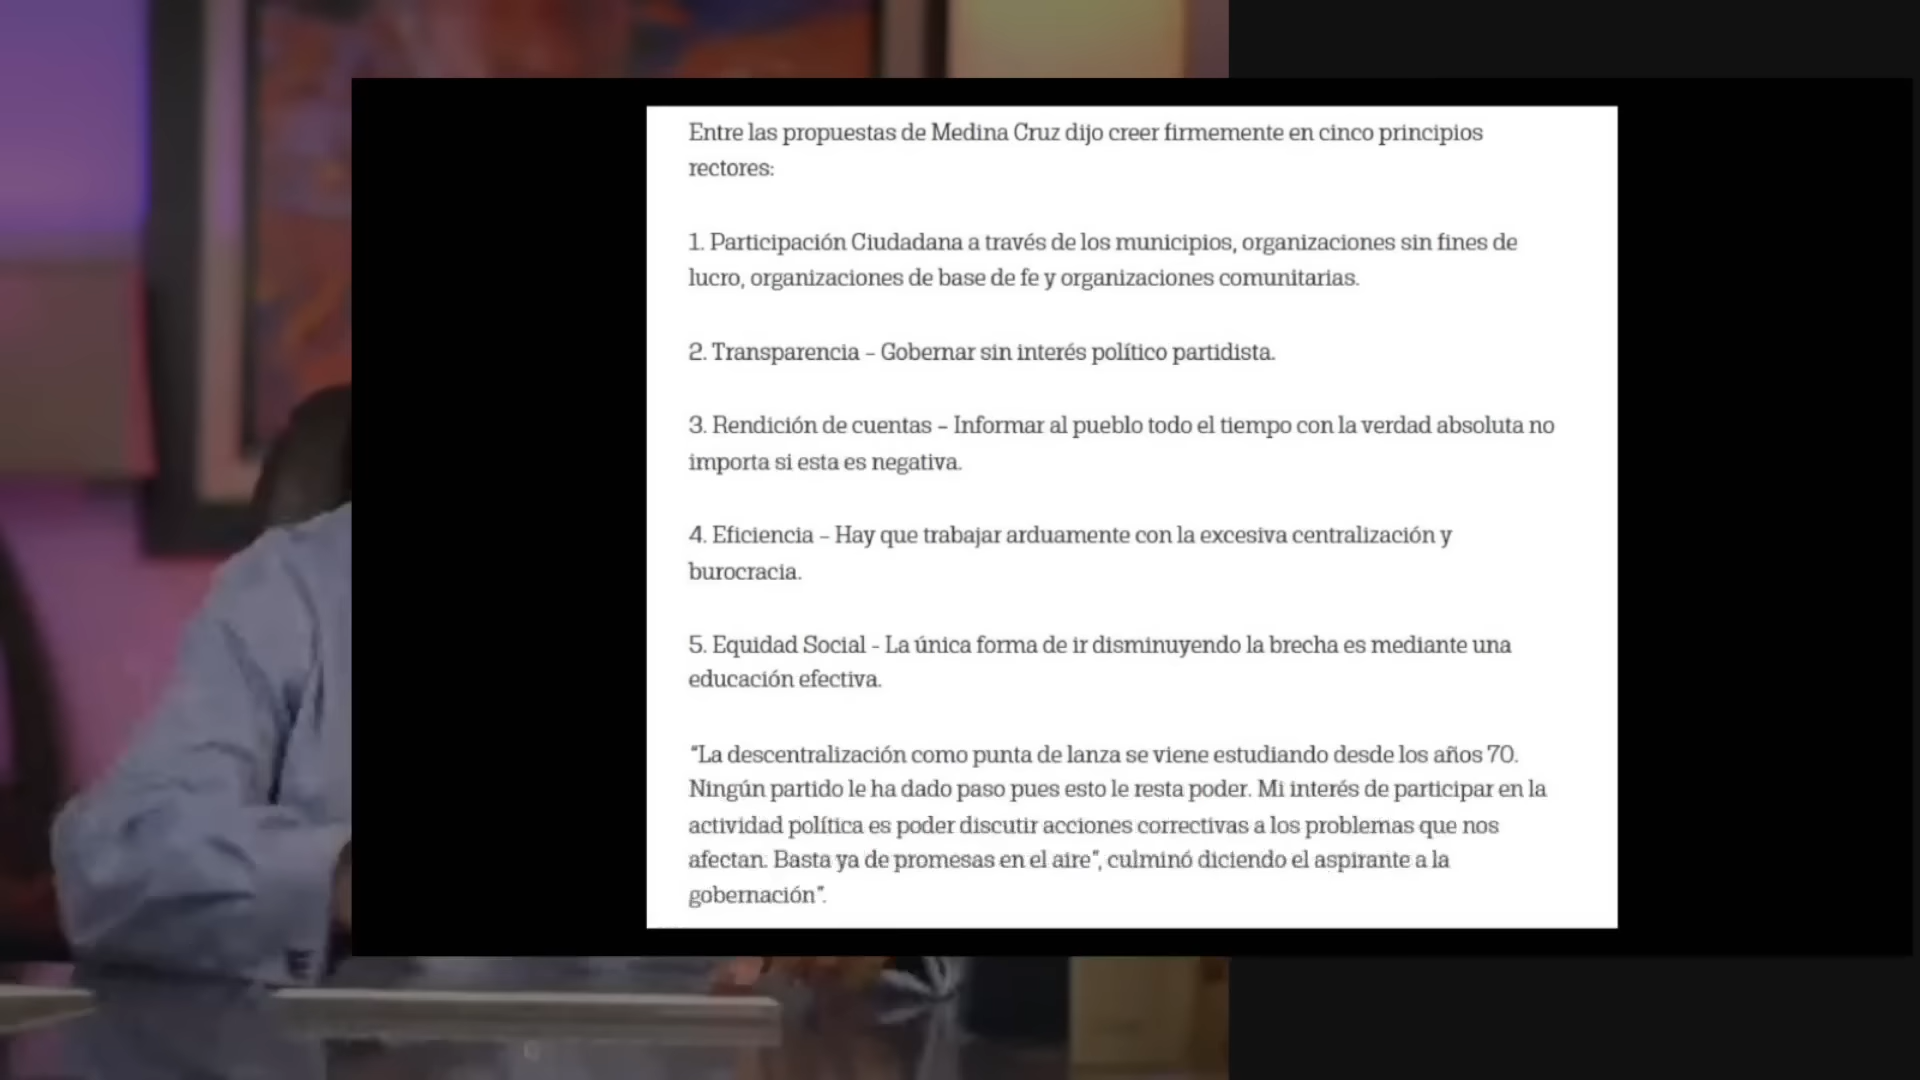 Entre las propuestas de Medina Cruz dijo creer firmemente en cinco principios
rectores:
1. Participación Ciudadana a través de los municipios, organizaciones sin fines de
lucro, organizaciones de base de fe y organizaciones comunitarias.
2. Transparencia – Gobernar sin interés político partidista.
3. Rendición de cuentas – Informar al pueblo todo el tiempo con la verdad absoluta no
importa si esta es negativa.
4. Eficiencia – Hay que trabajar arduamente con la excesiva centralización y
burocracia.
5. Equidad Social - La única forma de ir disminuyendo la brecha es mediante una
educación efectiva.
“La descentralización como punta de lanza se viene estudiando desde los años 70.
Ningún partido le ha dado paso pues esto le resta poder. Mi interés de participar en la
actividad política es poder discutir acciones correctivas a los problemas que nos
afectan. Basta ya de promesas en el aire”, culminó diciendo el aspirante a la
gobernación”.